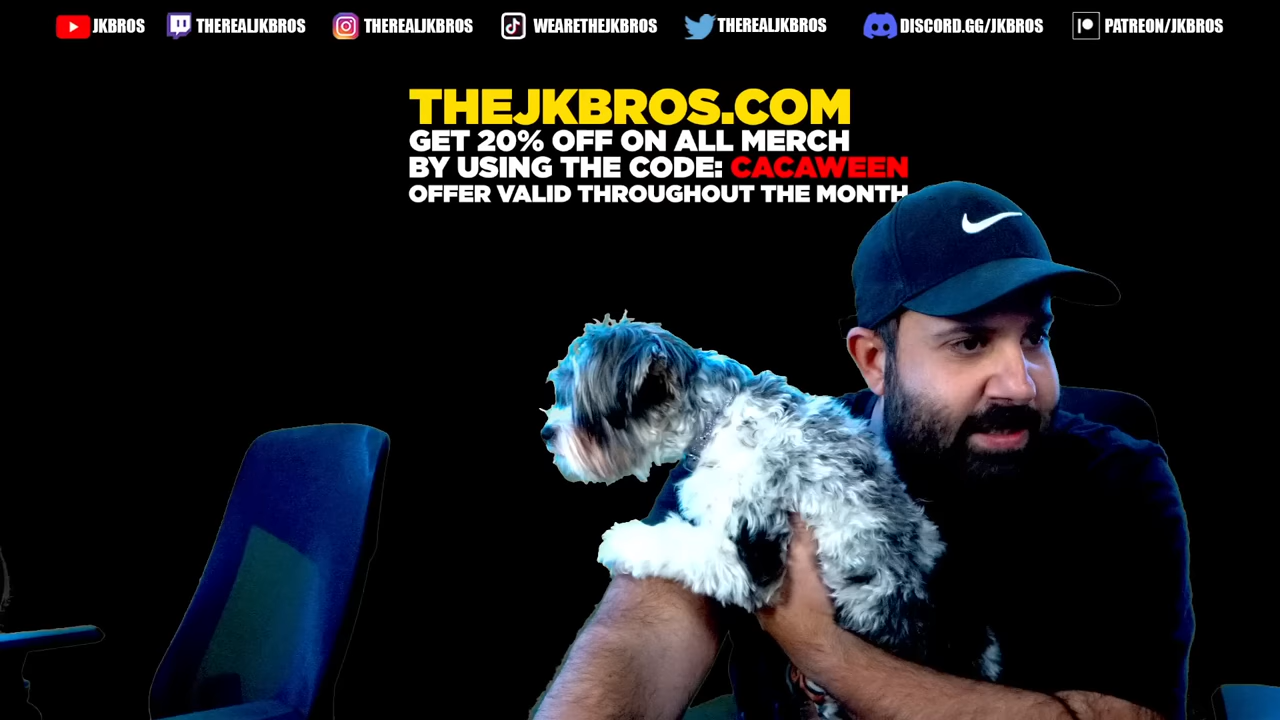 JKBROS THEREALJKBROS THEREALJKBROS WEARETHEJKBROS THEREALJKBROS DISCORD.GG/JKBROS PATREON/JKBROS
THEJKBROS.COM
GET 20% OFF ON ALL MERCH
BY USING THE CODE: CACAWEEN
OFFER VALID THROUGHOUT THE MONTH